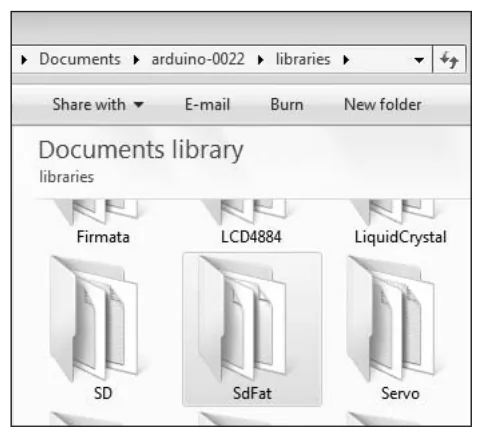 Documents arduino-0022 libraries
Share with E-mail Burn New folder
Documents library
libraries
Firmata LCD4884 LiquidCrystal
SD SdFat Servo